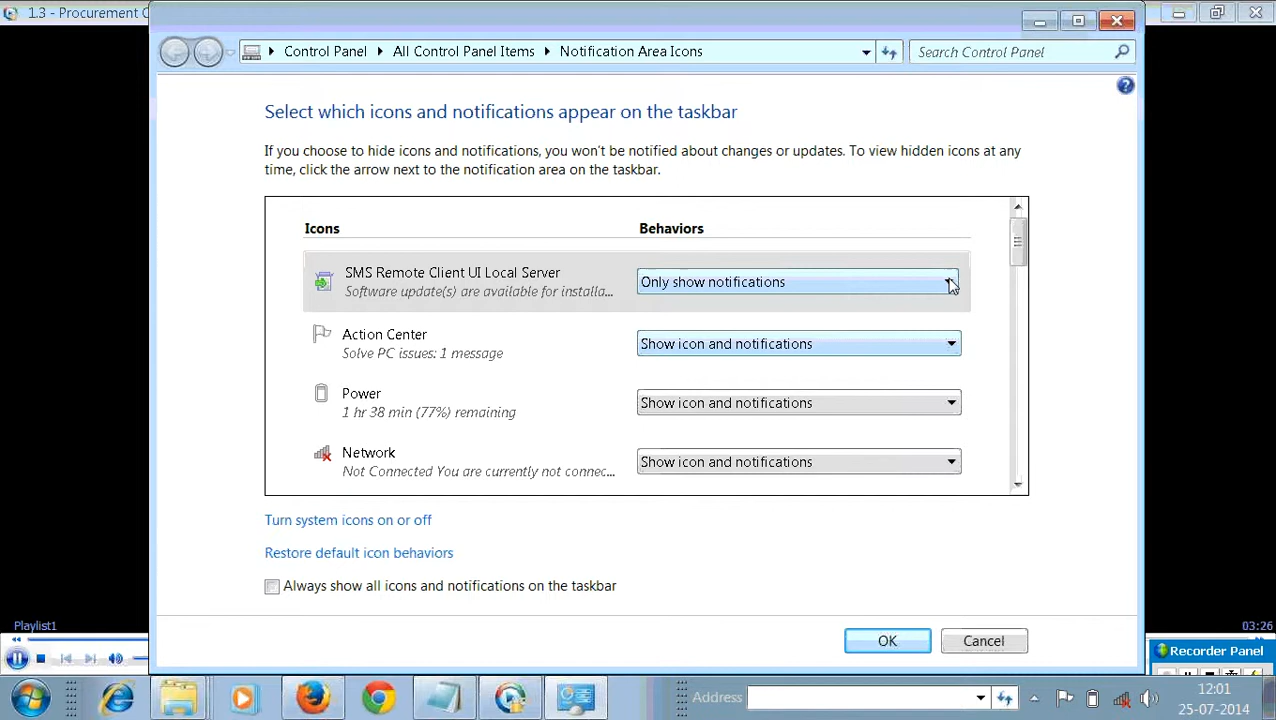 1.3 - Procurement C
Control Panel
All Control Panel Items
Notification Area Icons
Search Control Panel
Select which icons and notifications appear on the taskbar
If you choose to hide icons and notifications, you won't be notified about changes or updates. To view hidden icons at any
time, click the arrow next to the notification area on the taskbar.
Icons
Behaviors
SMS Remote Client UI Local Server
Software update(s) are available for installa...
Only show notifications
Action Center
Solve PC issues: 1 message
Show icon and notifications
Power
1 hr 38 min (77%) remaining
Show icon and notifications
Network
Not Connected You are currently not connec...
Show icon and notifications
Turn system icons on or off
Restore default icon behaviors
Always show all icons and notifications on the taskbar
OK
Cancel
Playlist1
03:26
Recorder Panel
Address
12:01
25-07-2014